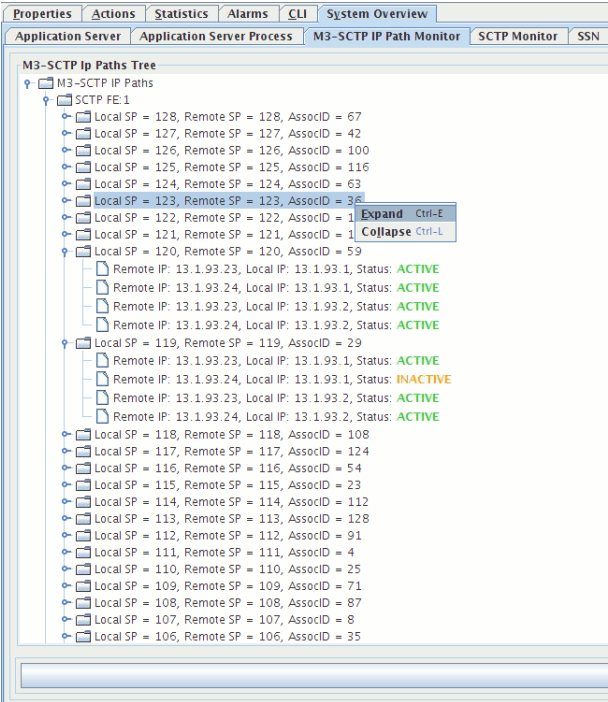 Properties Actions Statistics Alarms CLI System Overview
Application Server Application Server Process M3-SCTP IP Path Monitor SCTP Monitor SSN
M3-SCTP Ip Paths Tree
M3-SCTP IP Paths
SCTP FE:1
Local SP = 128, Remote SP = 128, AssocID = 67
Local SP = 127, Remote SP = 127, AssocID = 42
Local SP = 126, Remote SP = 126, AssocID = 100
Local SP = 125, Remote SP = 125, AssocID = 116
Local SP = 124, Remote SP = 124, AssocID = 63
Local SP = 123, Remote SP = 123, AssocID = 36
Expand Ctrl-E
Local SP = 122, Remote SP = 122, AssocID = 1
Collapse Ctrl-L
Local SP = 121, Remote SP = 121, AssocID = 1
Local SP = 120, Remote SP = 120, AssocID = 59
Remote IP: 13.1.93.23, Local IP: 13.1.93.1, Status: ACTIVE
Remote IP: 13.1.93.24, Local IP: 13.1.93.1, Status: ACTIVE
Remote IP: 13.1.93.23, Local IP: 13.1.93.2, Status: ACTIVE
Remote IP: 13.1.93.24, Local IP: 13.1.93.2, Status: ACTIVE
Local SP = 119, Remote SP = 119, AssocID = 29
Remote IP: 13.1.93.23, Local IP: 13.1.93.1, Status: ACTIVE
Remote IP: 13.1.93.24, Local IP: 13.1.93.1, Status: INACTIVE
Remote IP: 13.1.93.23, Local IP: 13.1.93.2, Status: ACTIVE
Remote IP: 13.1.93.24, Local IP: 13.1.93.2, Status: ACTIVE
Local SP = 118, Remote SP = 118, AssocID = 108
Local SP = 117, Remote SP = 117, AssocID = 124
Local SP = 116, Remote SP = 116, AssocID = 54
Local SP = 115, Remote SP = 115, AssocID = 23
Local SP = 114, Remote SP = 114, AssocID = 112
Local SP = 113, Remote SP = 113, AssocID = 128
Local SP = 112, Remote SP = 112, AssocID = 91
Local SP = 111, Remote SP = 111, AssocID = 4
Local SP = 110, Remote SP = 110, AssocID = 25
Local SP = 109, Remote SP = 109, AssocID = 71
Local SP = 108, Remote SP = 108, AssocID = 87
Local SP = 107, Remote SP = 107, AssocID = 8
Local SP = 106, Remote SP = 106, AssocID = 35